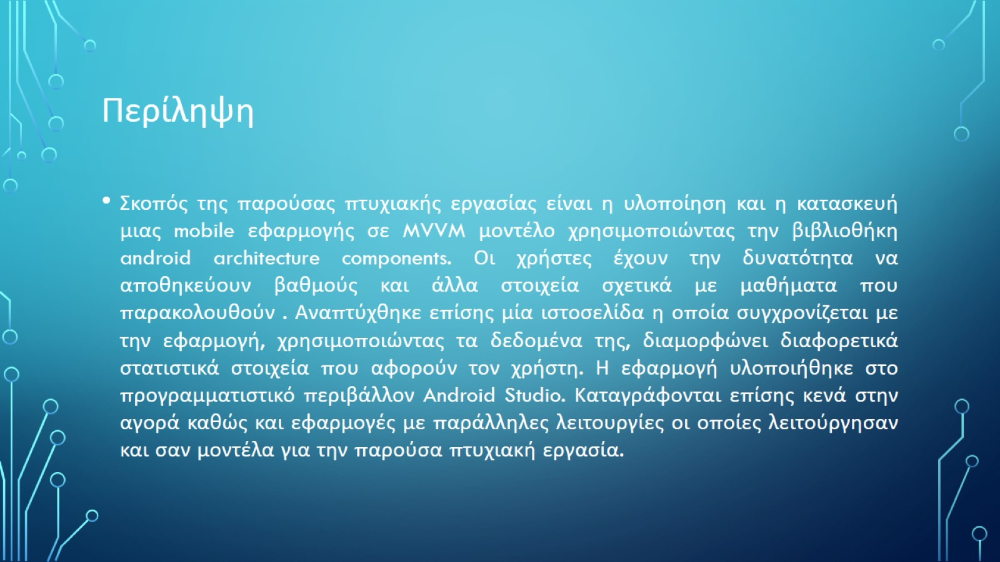 Περίληψη
• Σκοπός της παρούσας πτυχιακής εργασίας είναι η υλοποίηση και η κατασκευή
μιας mobile εφαρμογής σε MVVM μοντέλο χρησιμοποιώντας την βιβλιοθήκη
android architecture components. Οι χρήστες έχουν την δυνατότητα να
αποθηκεύουν βαθμούς και άλλα στοιχεία σχετικά με μαθήματα που
παρακολουθούν . Αναπτύχθηκε επίσης μία ιστοσελίδα η οποία συγχρονίζεται με
την εφαρμογή, χρησιμοποιώντας τα δεδομένα της, διαμορφώνει διαφορετικά
στατιστικά στοιχεία που αφορούν τον χρήστη. Η εφαρμογή υλοποιήθηκε στο
προγραμματιστικό περιβάλλον Android Studio. Καταγράφονται επίσης κενά στην
αγορά καθώς και εφαρμογές με παράλληλες λειτουργίες οι οποίες λειτούργησαν
και σαν μοντέλα για την παρούσα πτυχιακή εργασία.